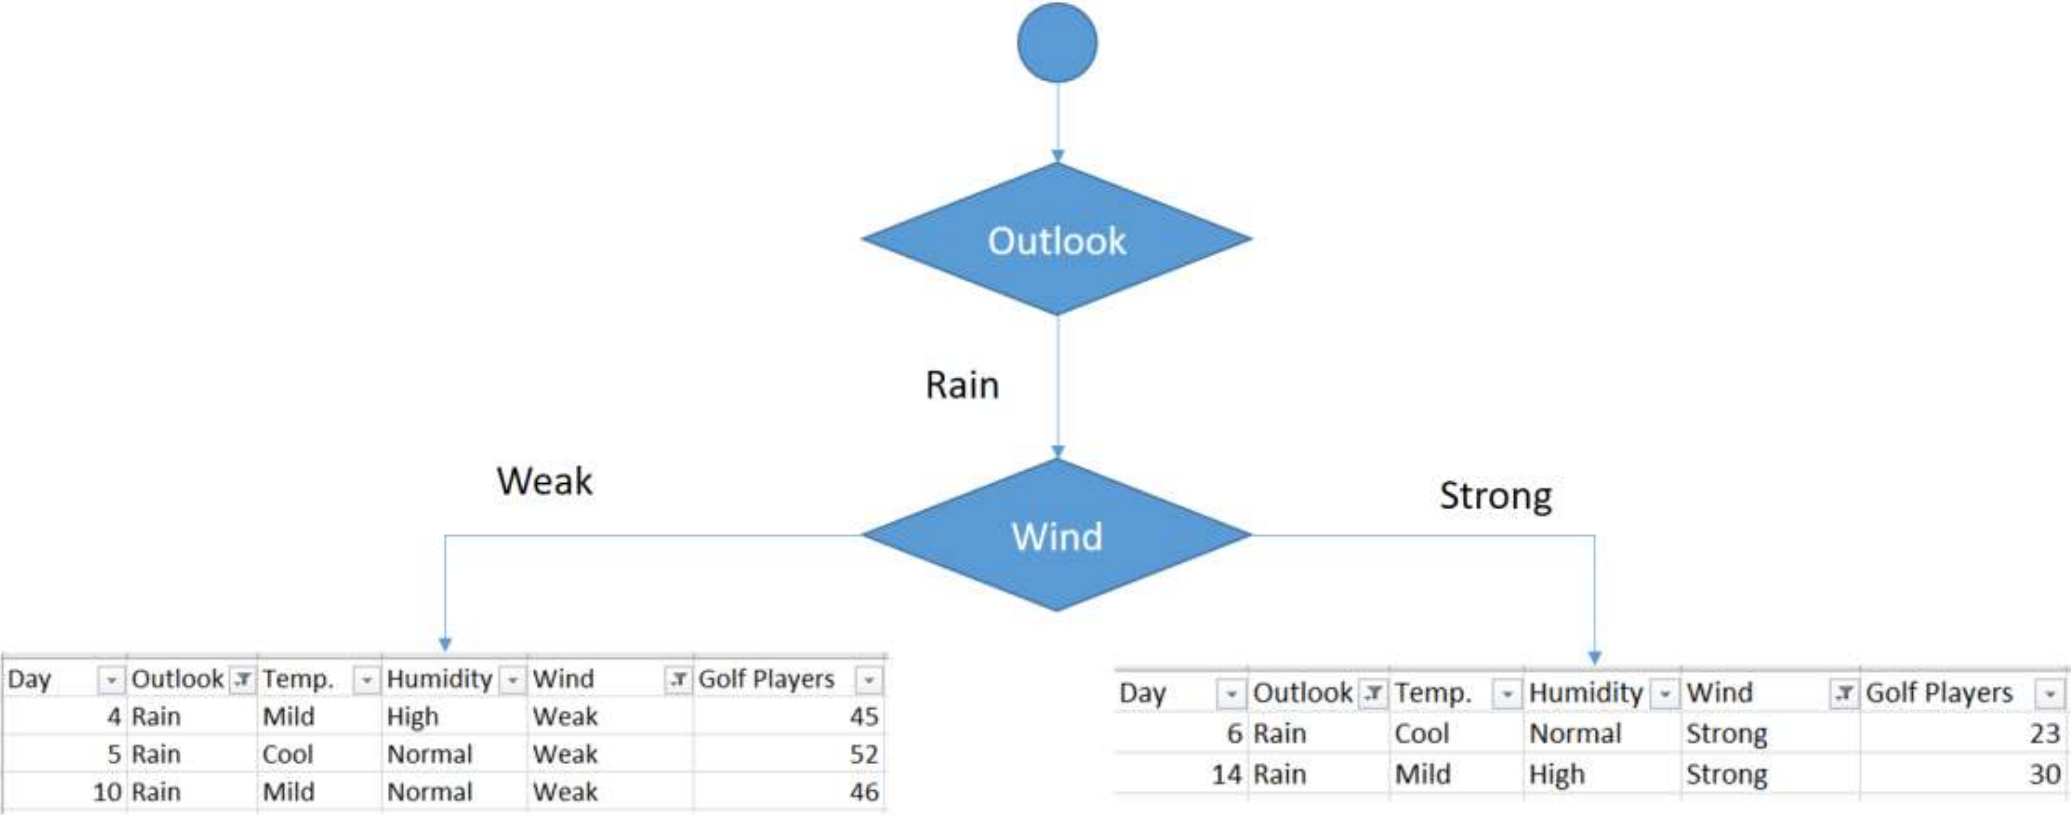 Outlook
Rain
Weak
Strong
Wind
Day Outlook Temp. Humidity Wind Golf Players
4 Rain Mild High Weak 45
5 Rain Cool Normal Weak 52
10 Rain Mild Normal Weak 46
Day Outlook Temp. Humidity Wind Golf Players
6 Rain Cool Normal Strong 23
14 Rain Mild High Strong 30